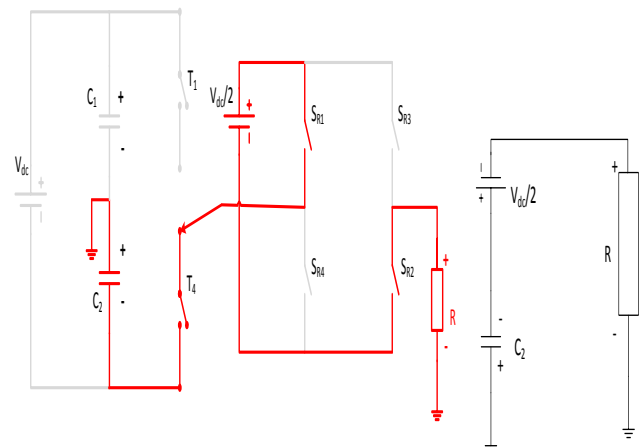 T1
C1
+
-
Vdc/2
+
SR1
SR3
Vdc
+
+
C2
-
T4
SR4
SR2
+
R
-
-
+
Vdc/2
-
C2
+
+
R
-